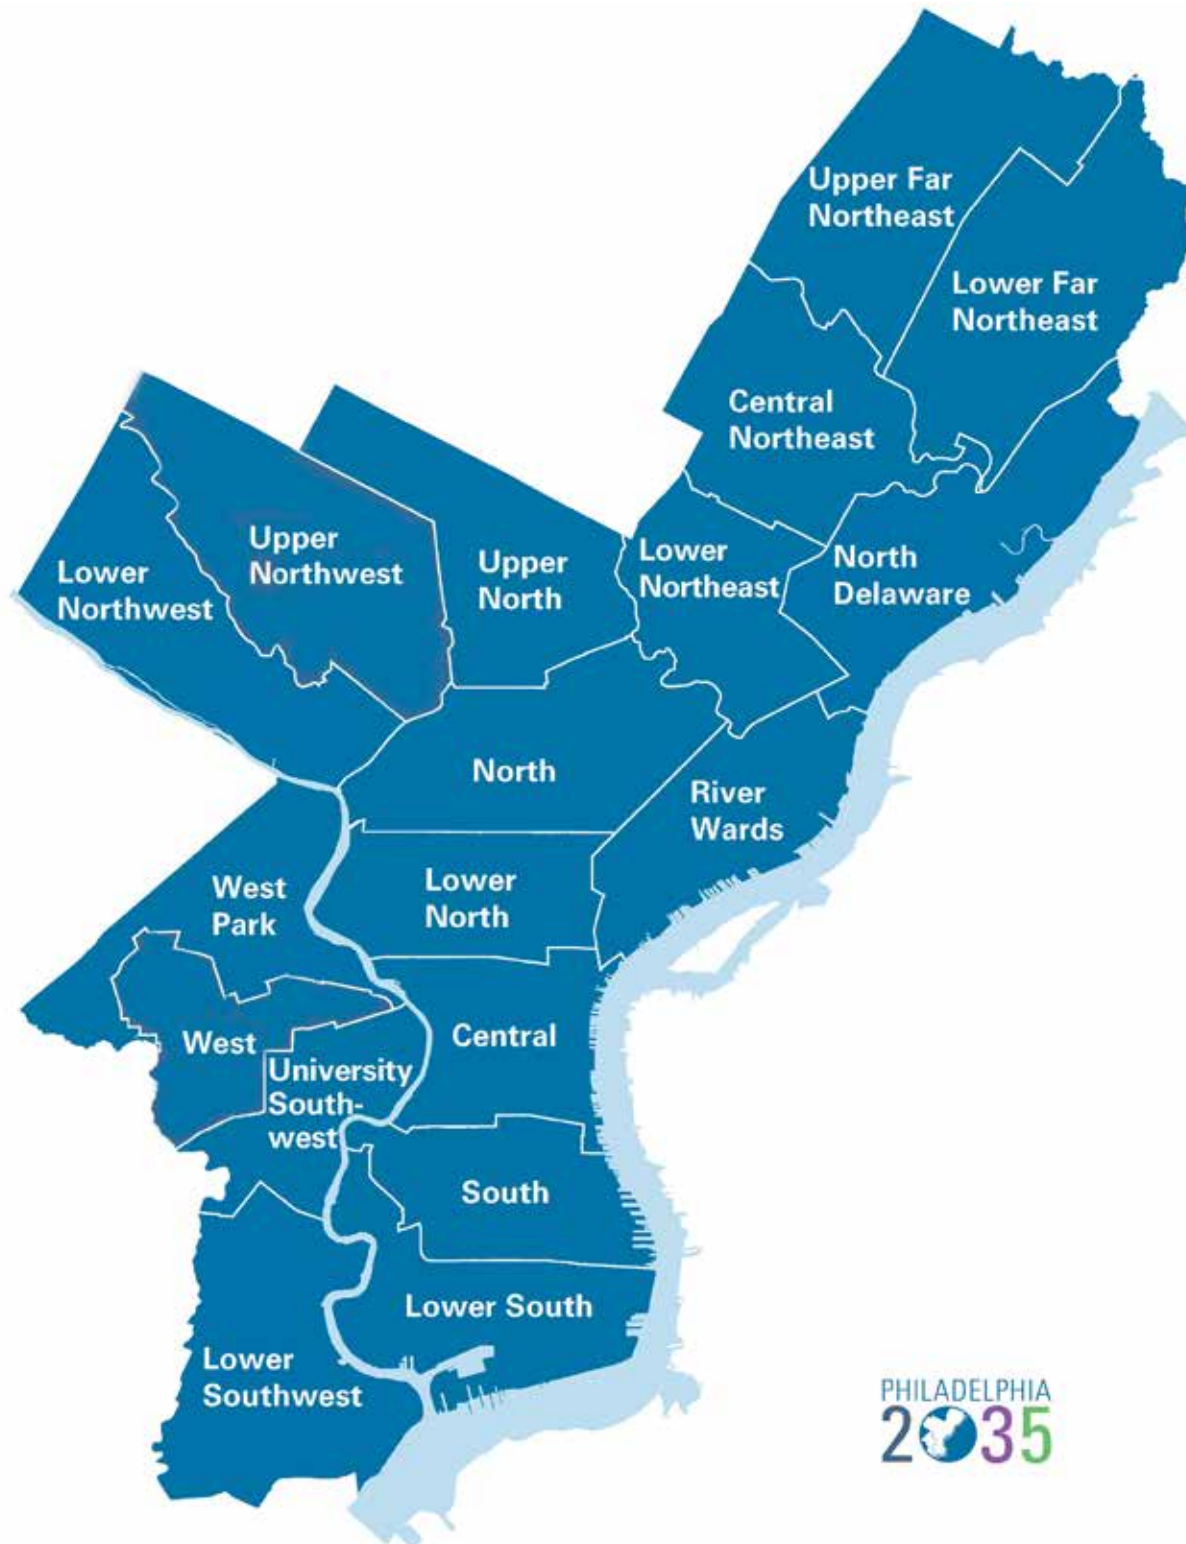 Upper Far
Northeast
Lower Far
Northeast
Central
Northeast
Upper
Northwest
Lower
Northwest
Upper
North
Lower
Northeast
North
Delaware
North
River
Wards
West
Park
Lower
North
West
Central
University
South-
west
South
Lower South
Lower
Southwest
PHILADELPHIA
2035